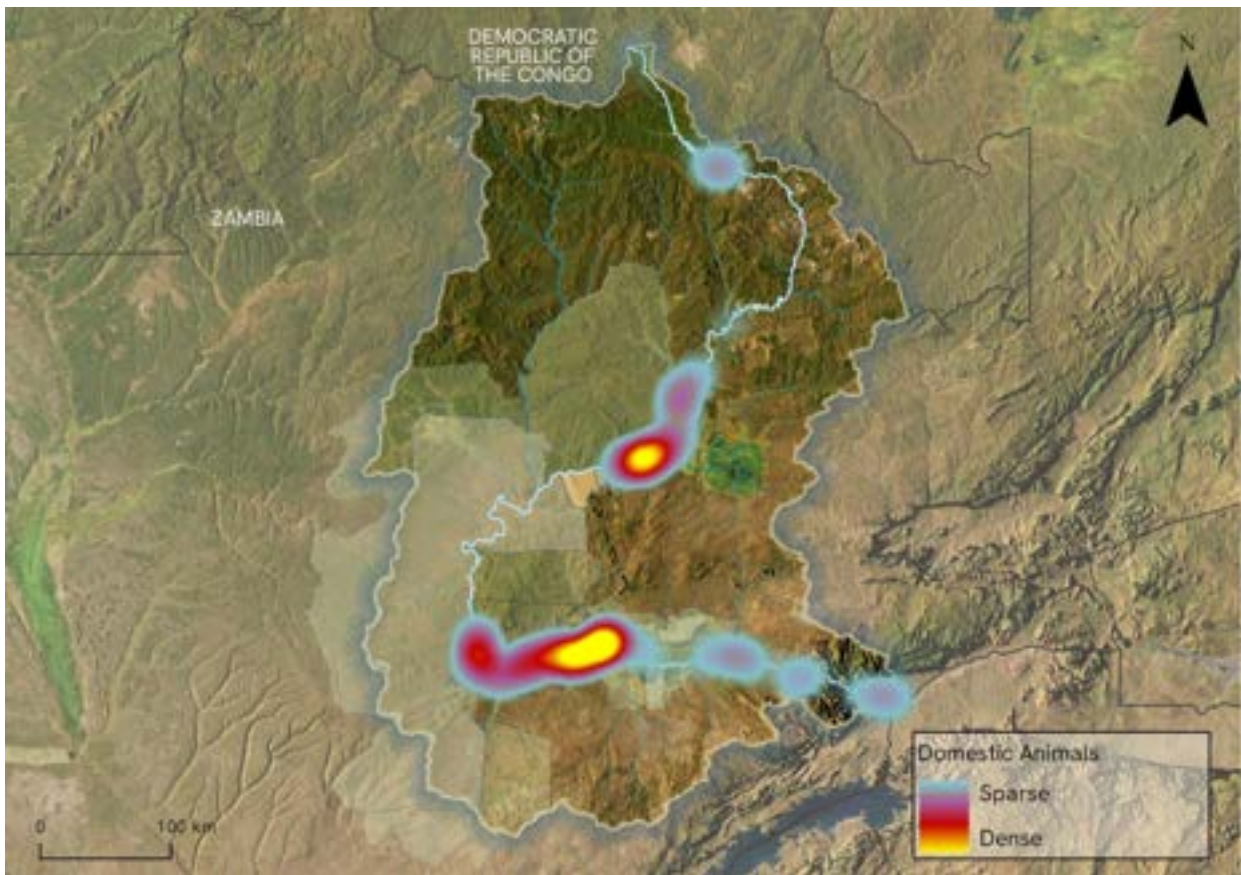 DEMOCRATIC
REPUBLIC OF
THE CONGO
N
ZAMBIA
Domestic Animals
Sparse
Dense
0 100 km